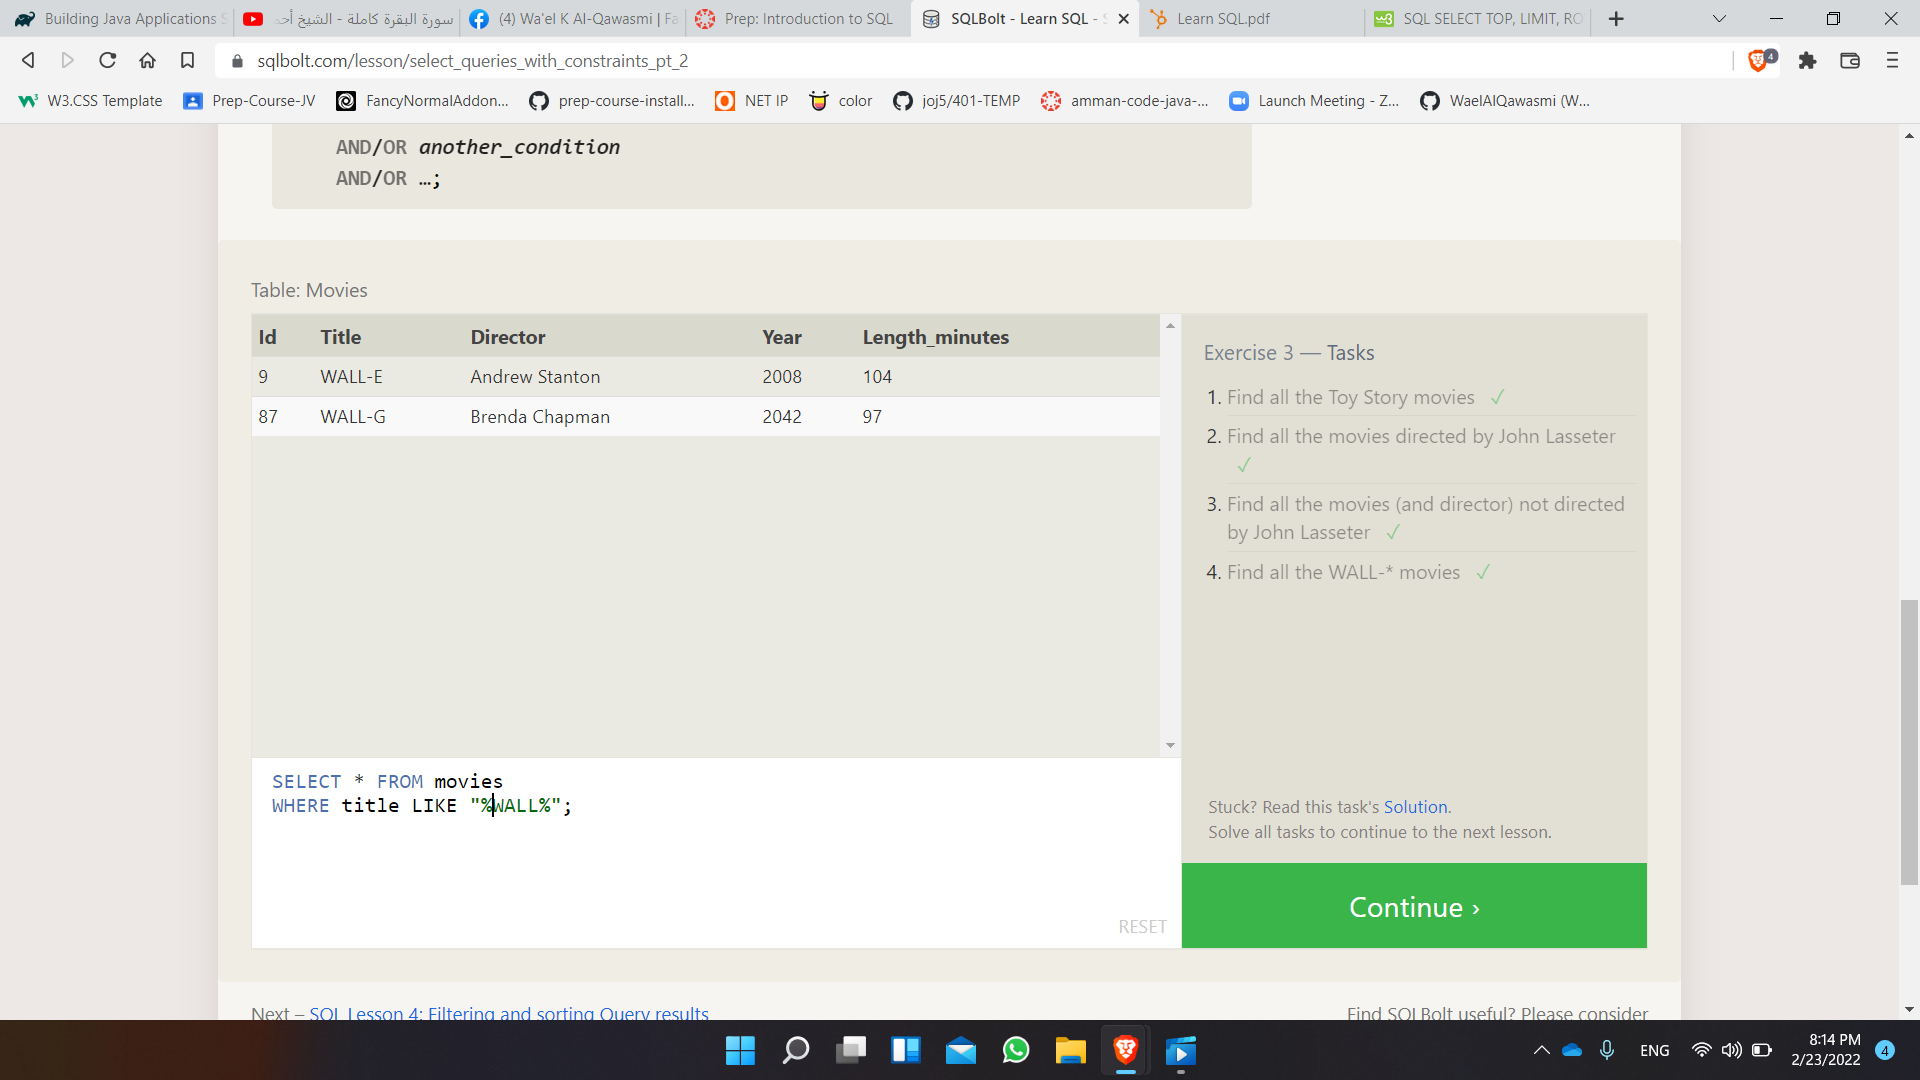 Building Java Applications S
سورة البقرة كاملة - الشيخ أحمد
(4) Wa'el K Al-Qawasmi | Fa
Prep: Introduction to SQL
SQLBolt - Learn SQL - S
Learn SQL.pdf
SQL SELECT TOP, LIMIT, RO
sqlbolt.com/lesson/select_queries_with_constraints_pt_2
4
W3.CSS Template
Prep-Course-JV
FancyNormalAddon...
prep-course-install...
NET IP
color
joj5/401-TEMP
amman-code-java-...
Launch Meeting - Z...
WaelAlQawasmi (W...
AND/OR another_condition
AND/OR …;
Table: Movies
Id Title Director Year Length_minutes
9 WALL-E Andrew Stanton 2008 104
87 WALL-G Brenda Chapman 2042 97
SELECT * FROM movies
WHERE title LIKE "%WALL%";
RESET
Exercise 3 — Tasks
1. Find all the Toy Story movies ✓
2. Find all the movies directed by John Lasseter
✓
3. Find all the movies (and director) not directed
by John Lasseter ✓
4. Find all the WALL-* movies ✓
Stuck? Read this task's Solution.
Solve all tasks to continue to the next lesson.
Continue ›
Next – SQL Lesson 4: Filtering and sorting Query results
Find SQLBolt useful? Please consider
ENG
8:14 PM
2/23/2022
4